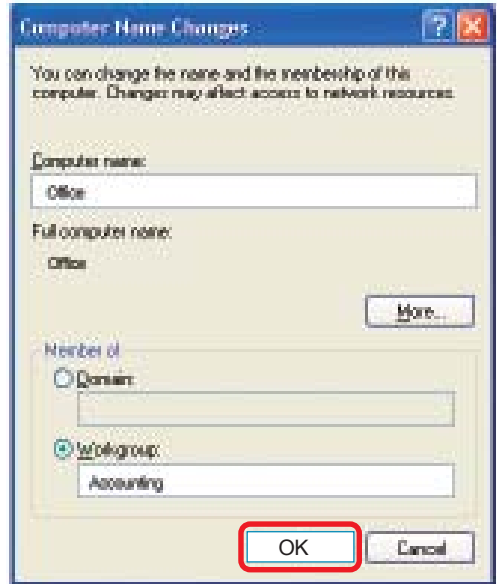 Computer Name Changes
You can change the name and the membership of this
computer. Changes may affect access to network resources.
Computer name:
Office
Full computer name:
Office
More...
Member of
Domain:
Workgroup:
Accounting
OK
Cancel